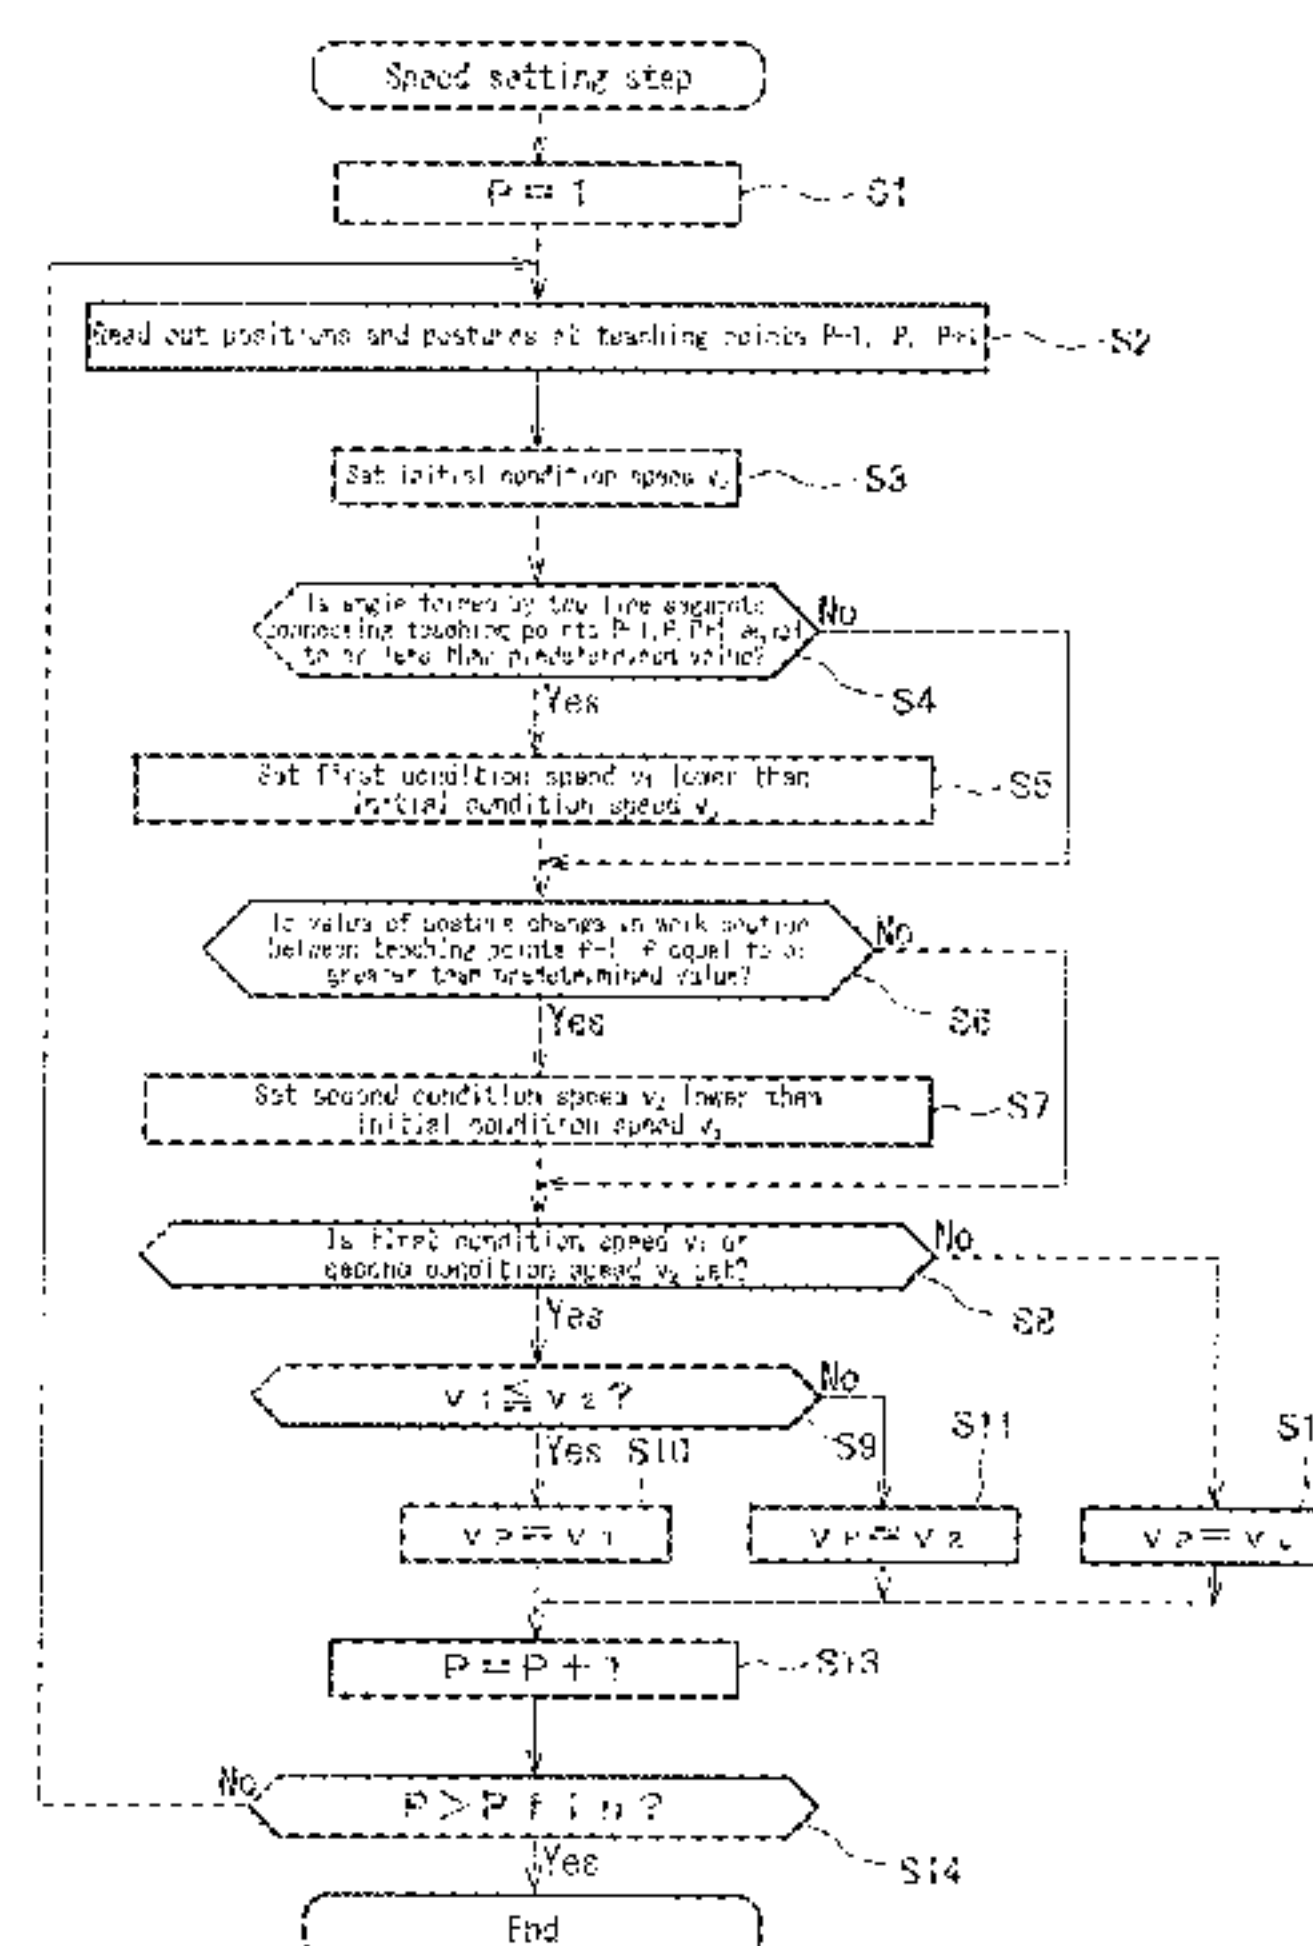 Speed setting step
P = 1
S1
Read out positions and postures at teaching points P-1, P, P+1
S2
Set initial condition speed v
S3
Is angle formed by two line segments
connecting teaching points P-1, P, P+1 equal
to or less than predetermined value?
No
S4
Yes
Set first condition speed v1 lower than
initial condition speed v
S5
Is value of posture change in work section
between teaching points P-1, P equal to or
greater than predetermined value?
No
S6
Yes
Set second condition speed v2 lower than
initial condition speed v
S7
Is first condition speed v1 or
second condition speed v2 set?
No
S8
Yes
v1 ≦ v2 ?
No
S9
Yes S10
S11
S1
vP = v1
vP = v2
vP = v
P = P + 1
S13
No
P > Pfin ?
S14
Yes
End